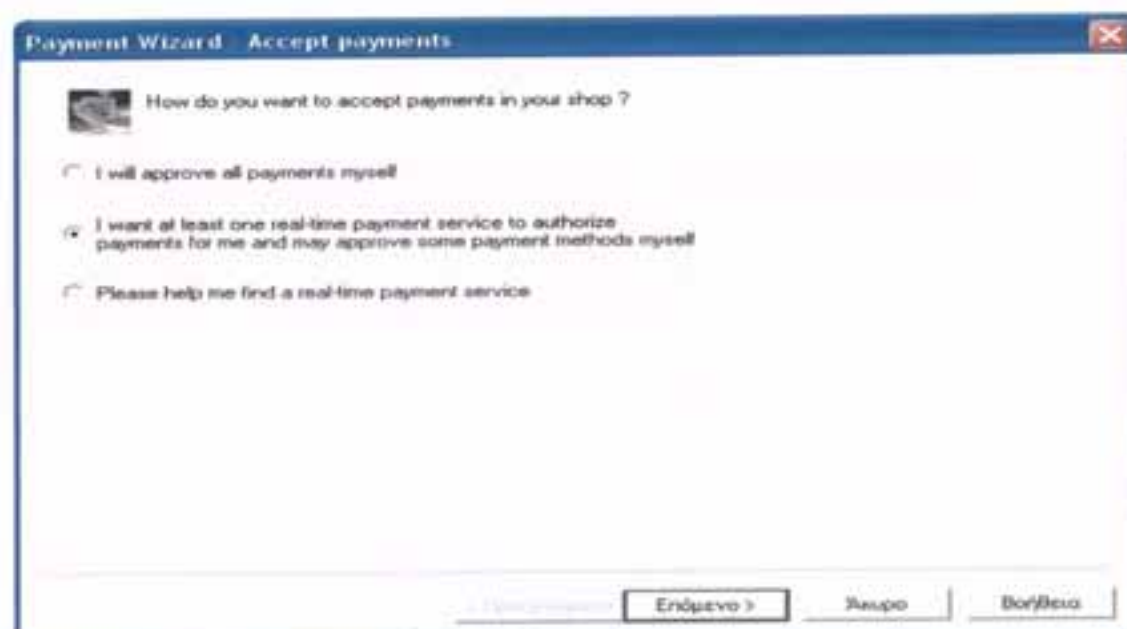 Payment Wizard Accept payments
How do you want to accept payments in your shop ?
I will approve all payments myself
I want at least one real-time payment service to authorize
payments for me and may approve some payment methods myself
Please help me find a real-time payment service
Επόμενο > Άκυρο Βοήθεια